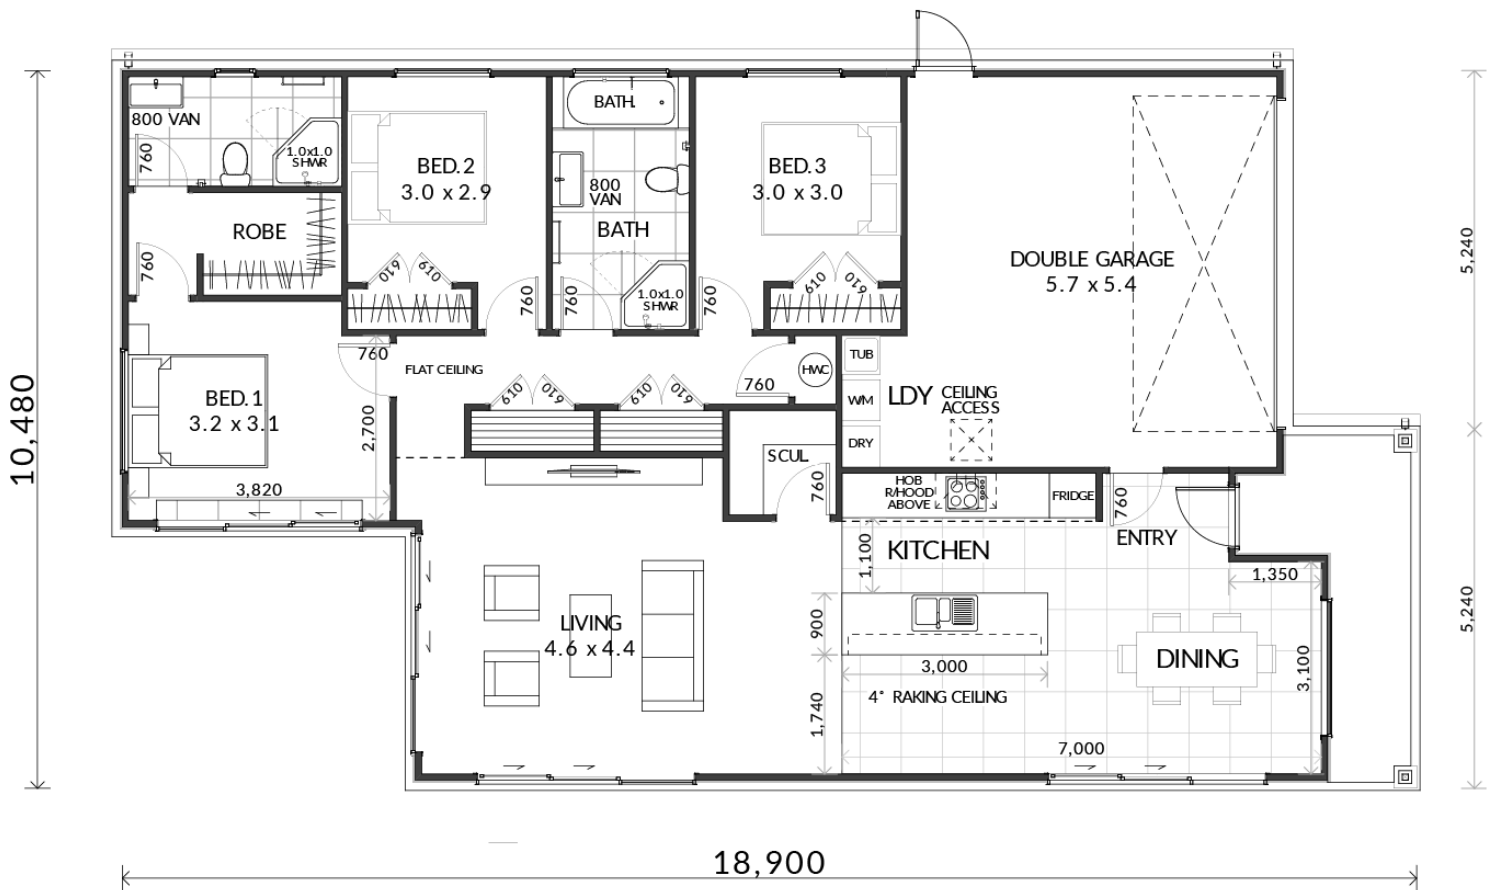 BATH.
800 VAN
760
1.0x1.0
SHWR
BED.2
3.0 x 2.9
800
VAN
BATH
BED.3
3.0 x 3.0
ROBE
760
610
610
610
610
DOUBLE GARAGE
5.7 x 5.4
5,240
760
760
1.0x1.0
SHWR
760
760
FLAT CEILING
HWC
TUB
BED.1
3.2 x 3.1
610
610
610
610
760
WM
LDY
CEILING
ACCESS
10,480
2,700
DRY
SCUL.
760
3,820
HOB
R/HOOD
ABOVE
FRIDGE
760
ENTRY
KITCHEN
1,100
1,350
LIVING
4.6 x 4.4
900
5,240
DINING
3,100
3,000
4° RAKING CEILING
1,740
7,000
18,900